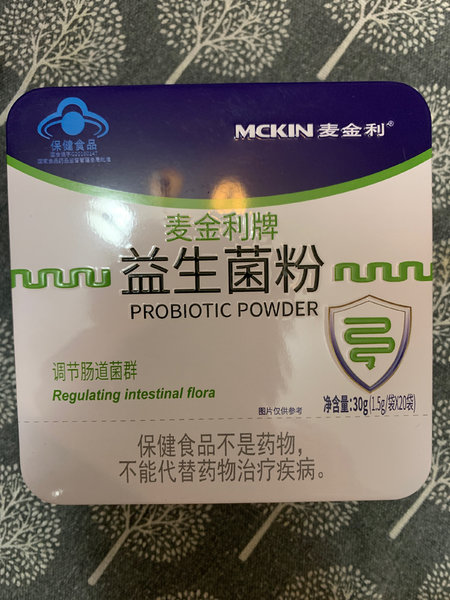 保健食品
MCKIN 麦金利®
麦金利牌
益生菌粉
PROBIOTIC POWDER
调节肠道菌群
Regulating intestinal flora
图片仅供参考
净含量:30g(1.5g/袋X20袋)
保健食品不是药物,
不能代替药物治疗疾病。